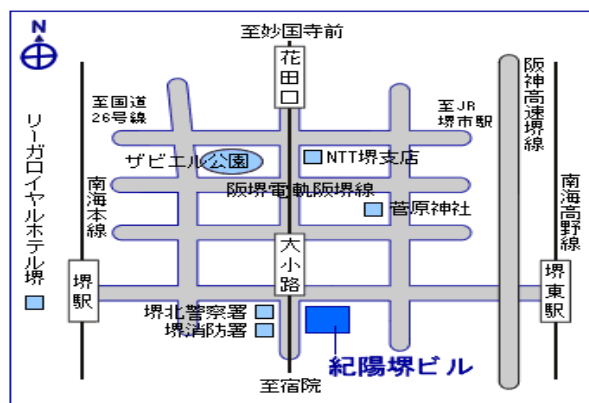 N
至妙国寺前
花田口
至国道
26号線
至JR
堺市駅
阪神高速堺線
ザビエル公園
NTT堺支店
リーガロイヤルホテル堺
南海本線
阪堺電軌阪堺線
菅原神社
南海高野線
大小路
堺駅
堺東駅
堺北警察署
堺消防署
紀陽堺ビル
至宿院